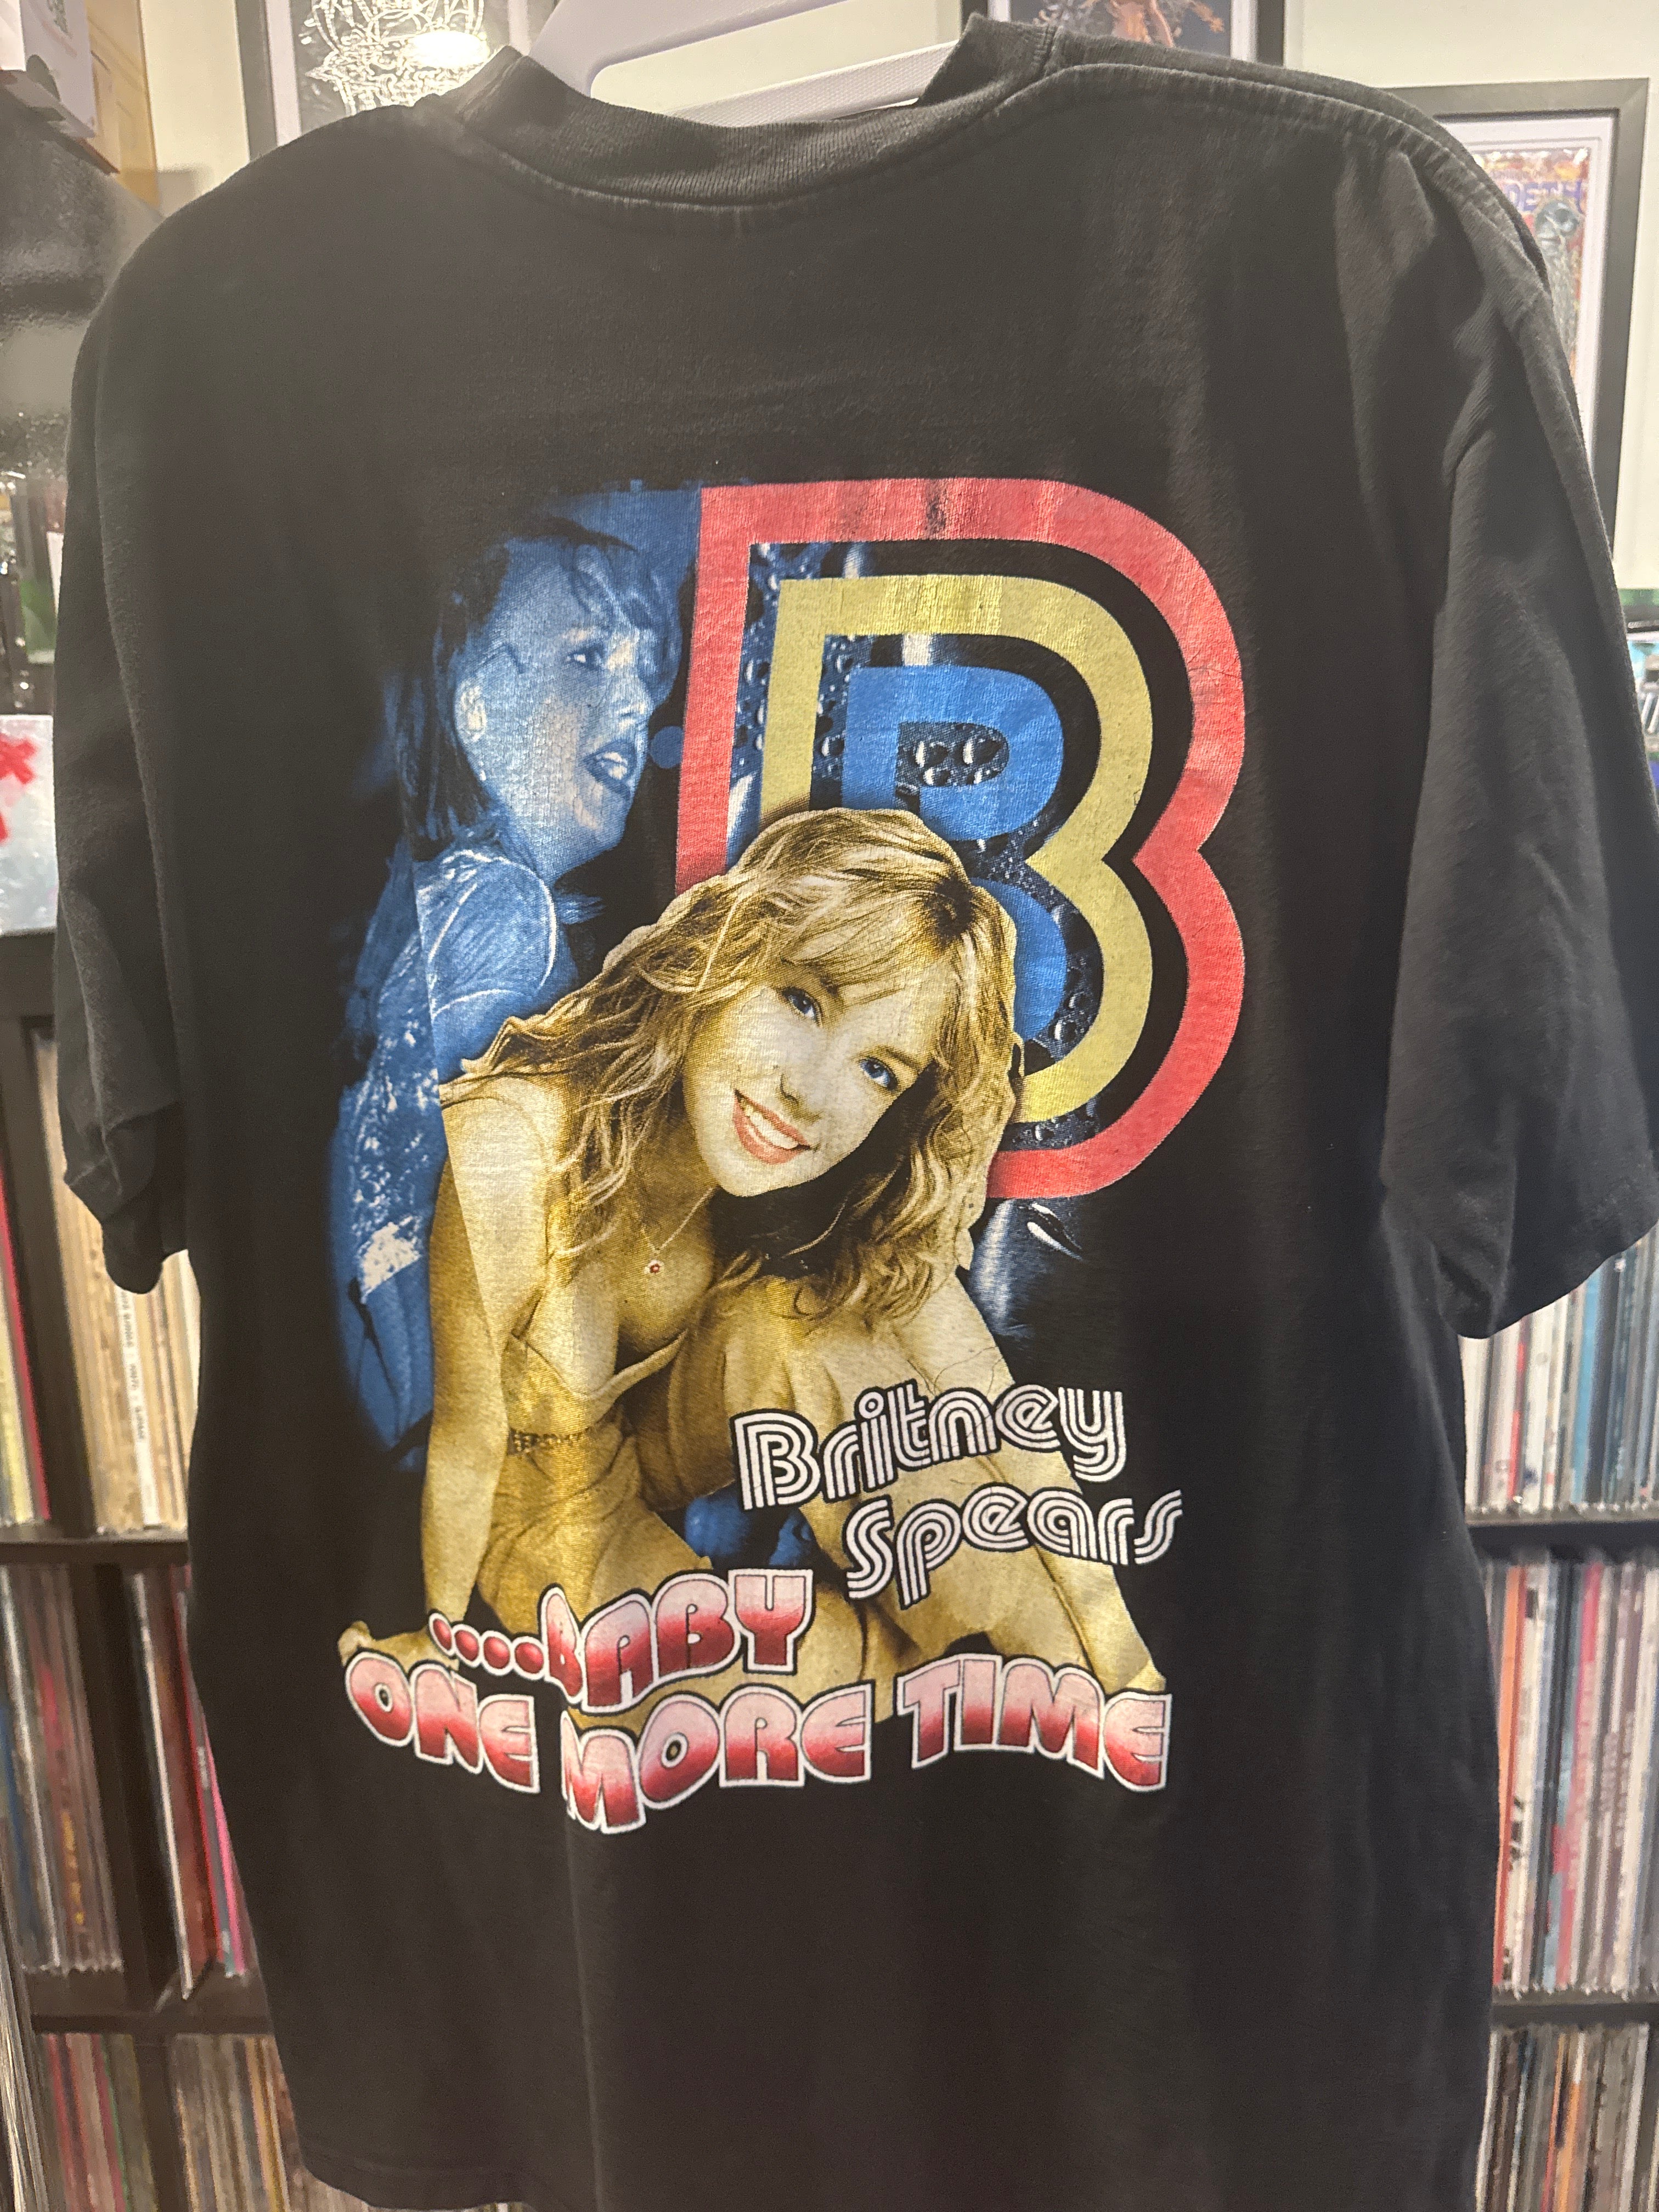 B
B
B
Britney
Spears
....BABY
ONE MORE TIME